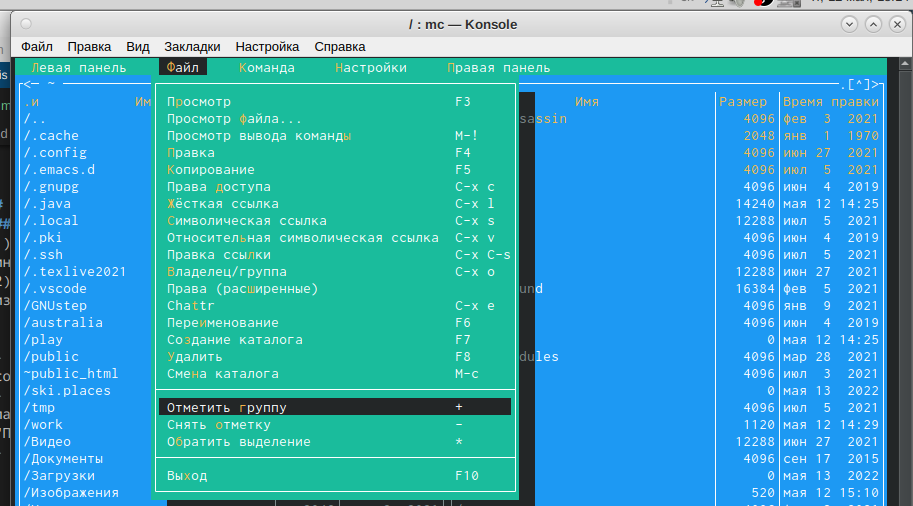 / : mc — Konsole
Файл Правка Вид Закладки Настройка Справка
Левая панель Файл Команда Настройки Правая панель
<─ ~ .[^]>
.и Им Имя Размер Время правки
/.. 4096 фев 3 2021
/.cache 2048 янв 1 1970
/.config 4096 июн 27 2021
/.emacs.d 4096 июл 5 2021
/.gnupg 4096 июн 4 2019
/.java 14240 мая 12 14:25
/.local 12288 июл 5 2021
/.pki 4096 июн 4 2019
/.ssh 4096 июл 5 2021
/.texlive2021 12288 июн 27 2021
/.vscode 16384 фев 5 2021
/GNUstep 4096 янв 9 2021
/australia 4096 июн 4 2019
/play 0 мая 12 14:25
/public 4096 мар 28 2021
~public_html 4096 июл 3 2021
/ski.places 0 мая 13 2022
/tmp 4096 июл 5 2021
/work 1120 мая 12 14:29
/Видео 12288 июн 27 2021
/Документы 4096 сен 17 2015
/Загрузки 0 мая 13 2022
/Изображения 520 мая 12 15:10
Просмотр F3
Просмотр файла...
Просмотр вывода команды M-!
Правка F4
Копирование F5
Права доступа C-x c
Жёсткая ссылка C-x l
Символическая ссылка C-x s
Относительная символическая ссылка C-x v
Правка ссылки C-x C-s
Владелец/группа C-x o
Права (расширенные)
Chattr C-x e
Переименование F6
Создание каталога F7
Удалить F8
Смена каталога M-c
Отметить группу +
Снять отметку -
Обратить выделение *
Выход F10
sassin
und
dules